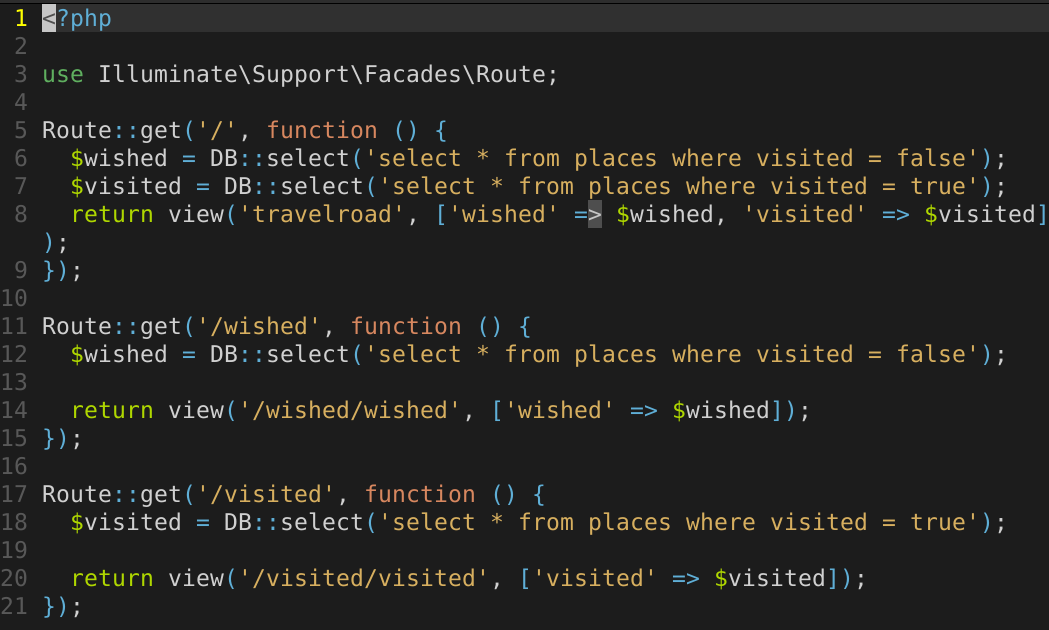 1 <?php
2
3 use Illuminate\Support\Facades\Route;
4
5 Route::get('/', function () {
6   $wished = DB::select('select * from places where visited = false');
7   $visited = DB::select('select * from places where visited = true');
8   return view('travelroad', ['wished' => $wished, 'visited' => $visited]
);
9 });
10
11 Route::get('/wished', function () {
12   $wished = DB::select('select * from places where visited = false');
13
14   return view('/wished/wished', ['wished' => $wished]);
15 });
16
17 Route::get('/visited', function () {
18   $visited = DB::select('select * from places where visited = true');
19
20   return view('/visited/visited', ['visited' => $visited]);
21 });